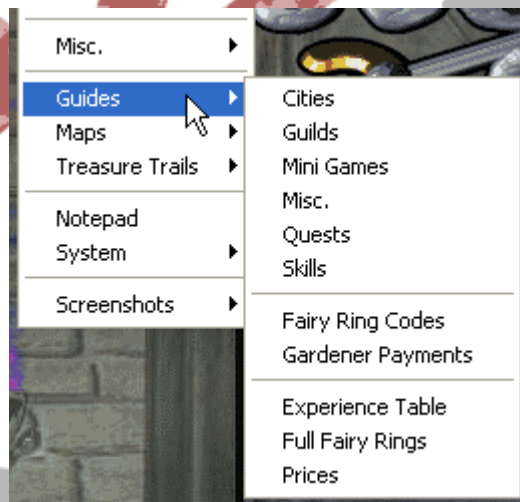 Misc.
Guides
Maps
Treasure Trails
Notepad
System
Screenshots
Cities
Guilds
Mini Games
Misc.
Quests
Skills
Fairy Ring Codes
Gardener Payments
Experience Table
Full Fairy Rings
Prices